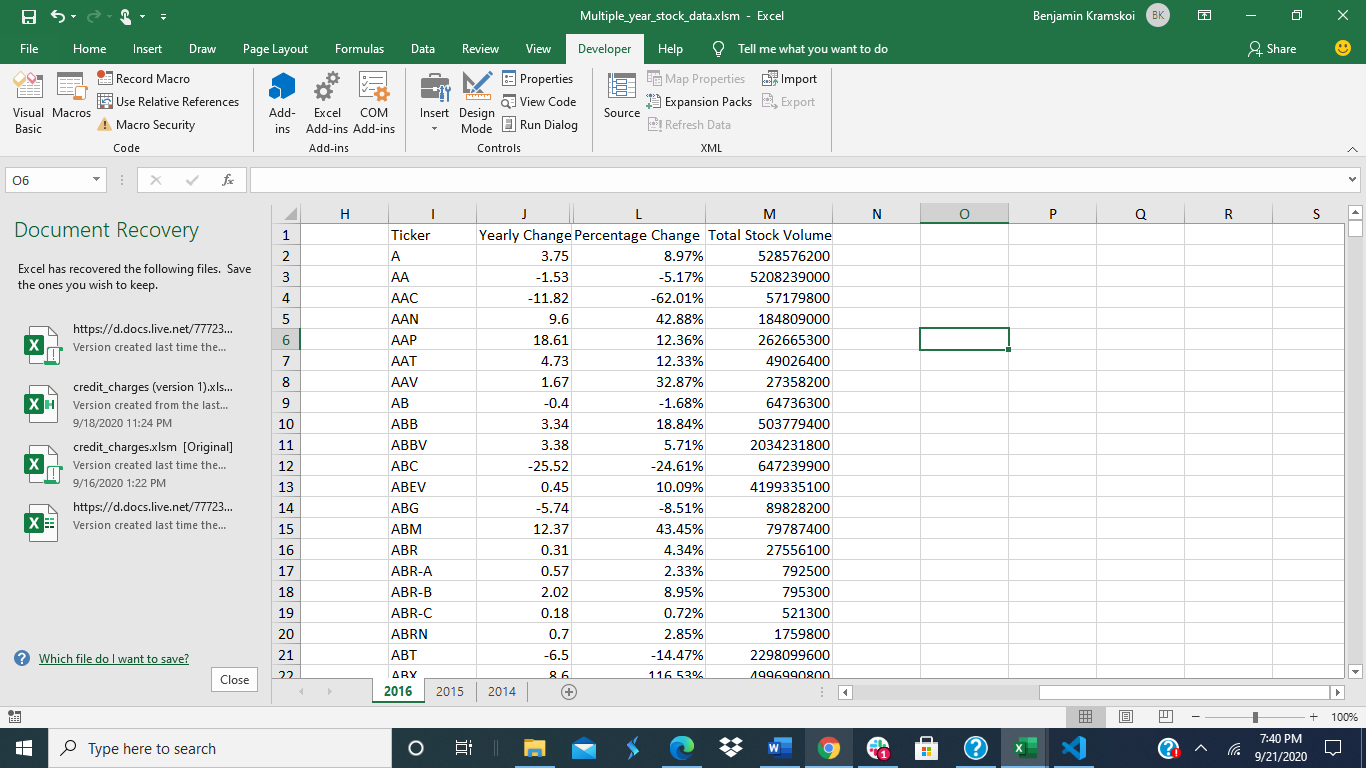 Multiple_year_stock_data.xlsm - Excel
Benjamin Kramskoi BK
File Home Insert Draw Page Layout Formulas Data Review View Developer Help Tell me what you want to do Share
Visual Basic
Macros
Record Macro
Use Relative References
Macro Security
Code
Add-ins
Excel Add-ins
COM Add-ins
Add-ins
Insert
Design Mode
Properties
View Code
Run Dialog
Controls
Source
Map Properties
Expansion Packs
Refresh Data
Import
Export
XML
O6
fx
Document Recovery
Excel has recovered the following files. Save
the ones you wish to keep.
https://d.docs.live.net/77723...
Version created last time the...
credit_charges (version 1).xls...
Version created from the last...
9/18/2020 11:24 PM
credit_charges.xlsm [Original]
Version created last time the...
9/16/2020 1:22 PM
https://d.docs.live.net/77723...
Version created last time the...
Which file do I want to save?
Close
H I J L M N O P Q R S
1 Ticker Yearly Change Percentage Change Total Stock Volume
2 A 3.75 8.97% 528576200
3 AA -1.53 -5.17% 5208239000
4 AAC -11.82 -62.01% 57179800
5 AAN 9.6 42.88% 184809000
6 AAP 18.61 12.36% 262665300
7 AAT 4.73 12.33% 49026400
8 AAV 1.67 32.87% 27358200
9 AB -0.4 -1.68% 64736300
10 ABB 3.34 18.84% 503779400
11 ABBV 3.38 5.71% 2034231800
12 ABC -25.52 -24.61% 647239900
13 ABEV 0.45 10.09% 4199335100
14 ABG -5.74 -8.51% 89828200
15 ABM 12.37 43.45% 79787400
16 ABR 0.31 4.34% 27556100
17 ABR-A 0.57 2.33% 792500
18 ABR-B 2.02 8.95% 795300
19 ABR-C 0.18 0.72% 521300
20 ABRN 0.7 2.85% 1759800
21 ABT -6.5 -14.47% 2298099600
22 ABX 8.6 116.53% 4996990800
2016 2015 2014
100%
Type here to search
7:40 PM
9/21/2020